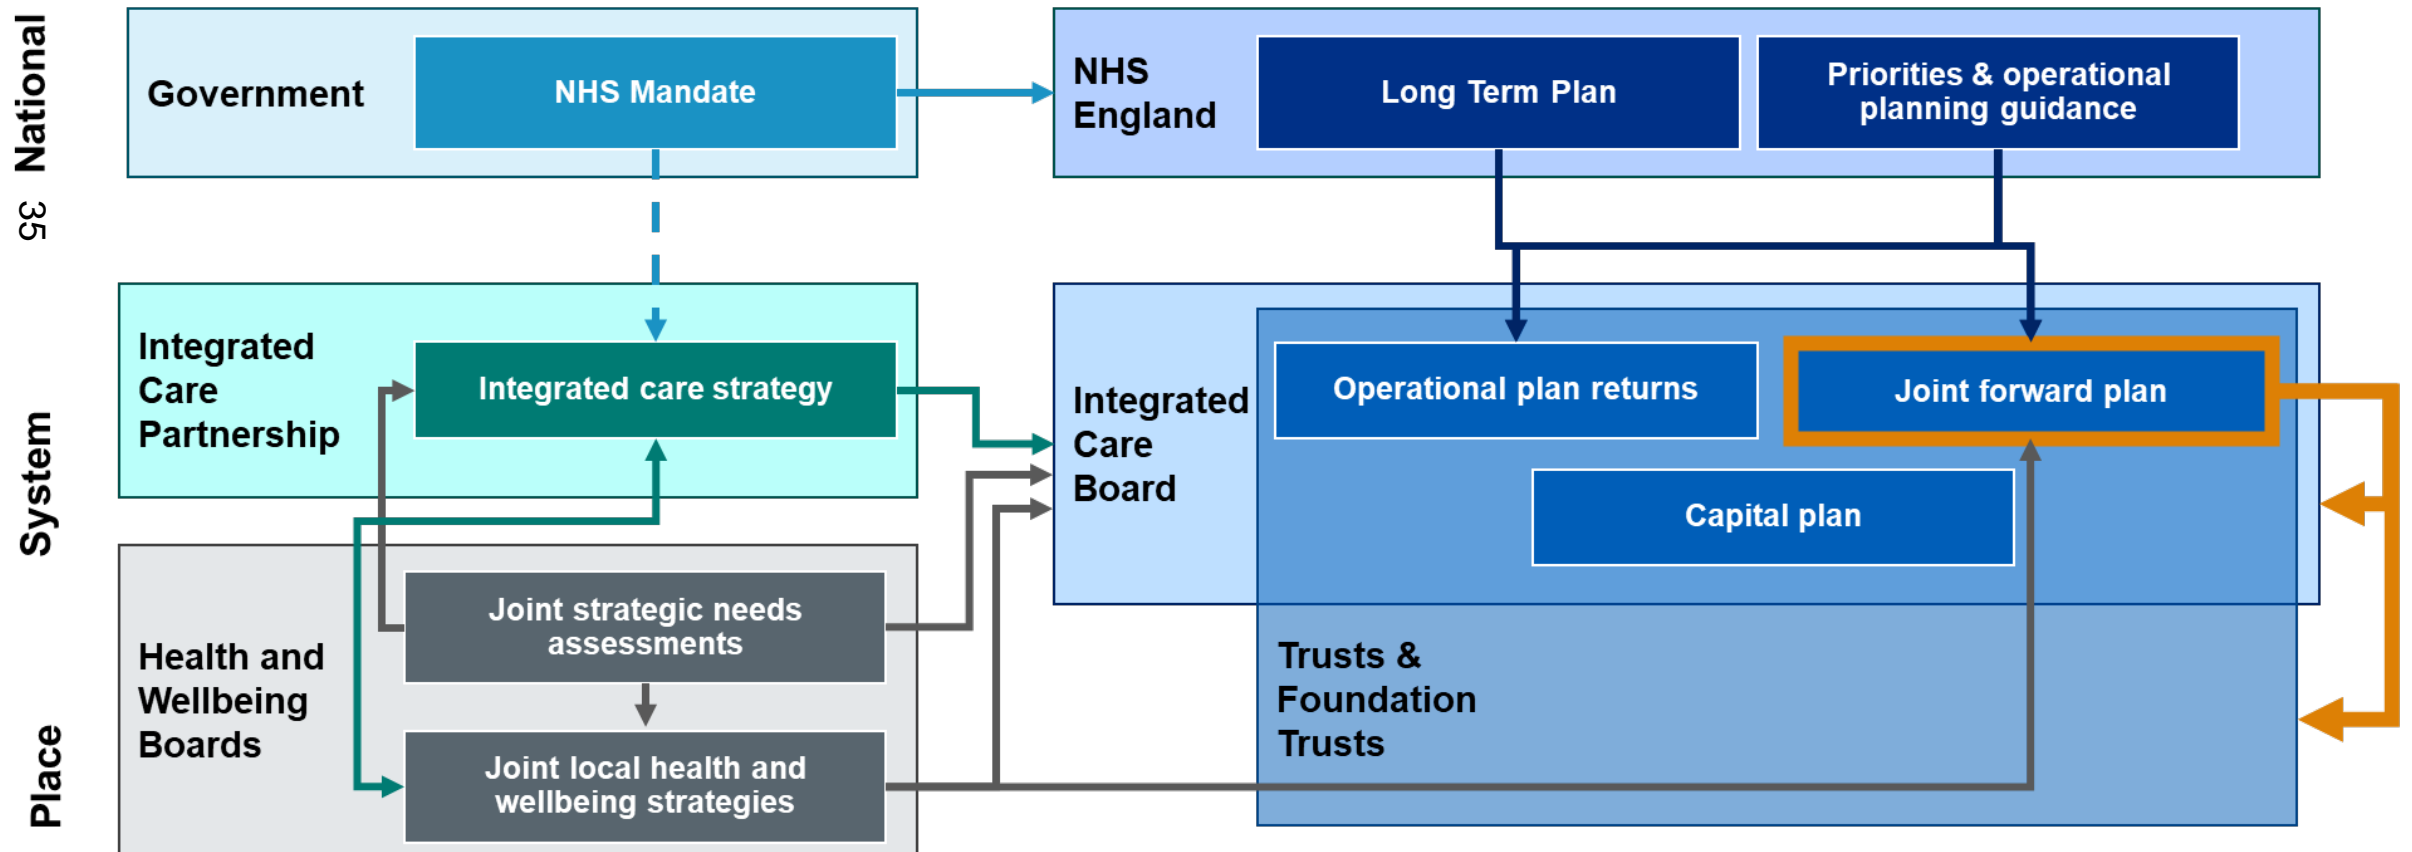 National
35
System
Place
Government
NHS Mandate
NHS
England
Long Term Plan
Priorities & operational
planning guidance
Integrated
Care
Partnership
Integrated care strategy
Integrated
Care
Board
Operational plan returns
Joint forward plan
Capital plan
Health and
Wellbeing
Boards
Joint strategic needs
assessments
Joint local health and
wellbeing strategies
Trusts &
Foundation
Trusts